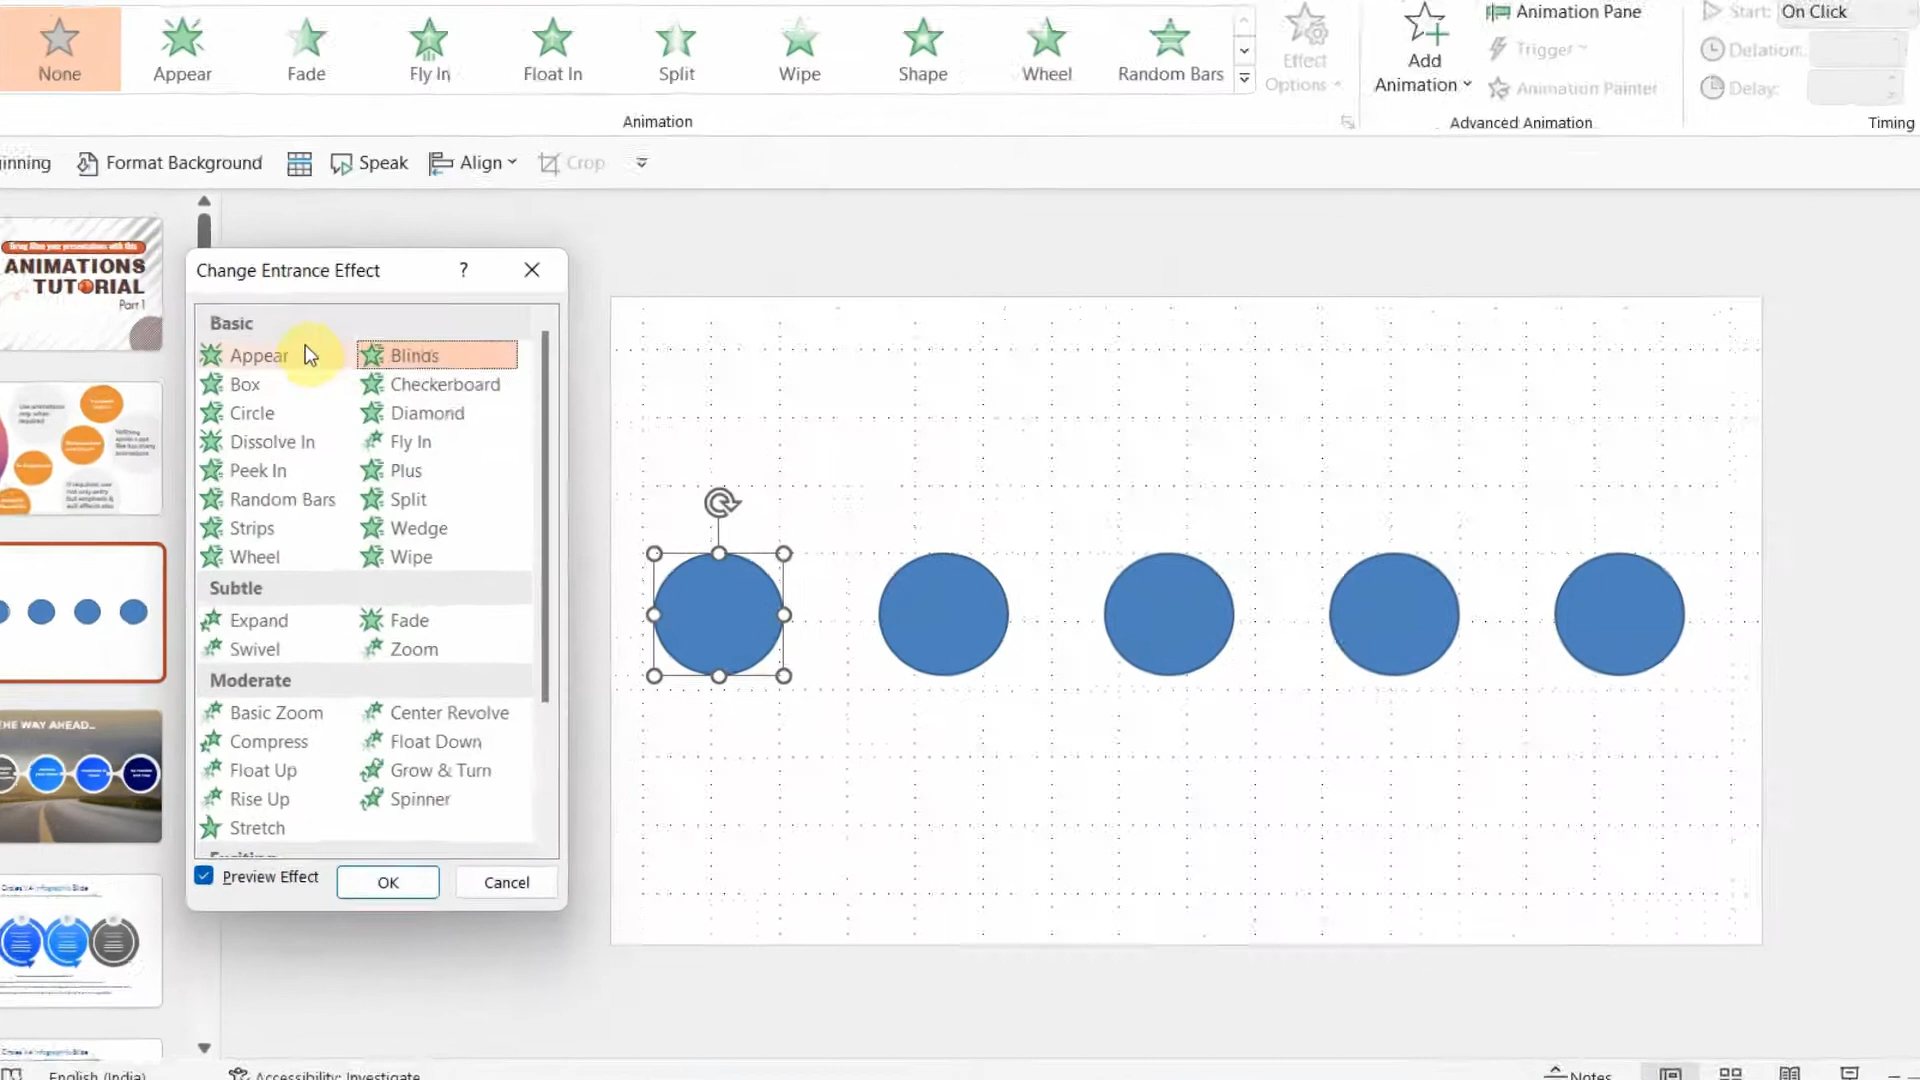 None
Appear
Fade
Fly In
Float In
Split
Wipe
Shape
Wheel
Random Bars
Effect
Options
Add
Animation
Animation Pane
Trigger
Animation Painter
Start: On Click
Delay:
Animation
Advanced Animation
Timing
inning
Format Background
Speak
Align
Crop
ANIMATIONS
TUTORIAL
Part 1
THE WAY AHEAD...
Change Entrance Effect
?
Basic
Appear
Blinds
Box
Checkerboard
Circle
Diamond
Dissolve In
Fly In
Peek In
Plus
Random Bars
Split
Strips
Wedge
Wheel
Wipe
Subtle
Expand
Fade
Swivel
Zoom
Moderate
Basic Zoom
Center Revolve
Compress
Float Down
Float Up
Grow & Turn
Rise Up
Spinner
Stretch
Preview Effect
OK
Cancel
English (India)
Accessibility: Investigate
Notes